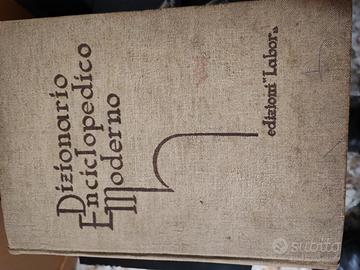 Dizionario
Enciclopedico
Moderno
edizioni "Labor"
subito